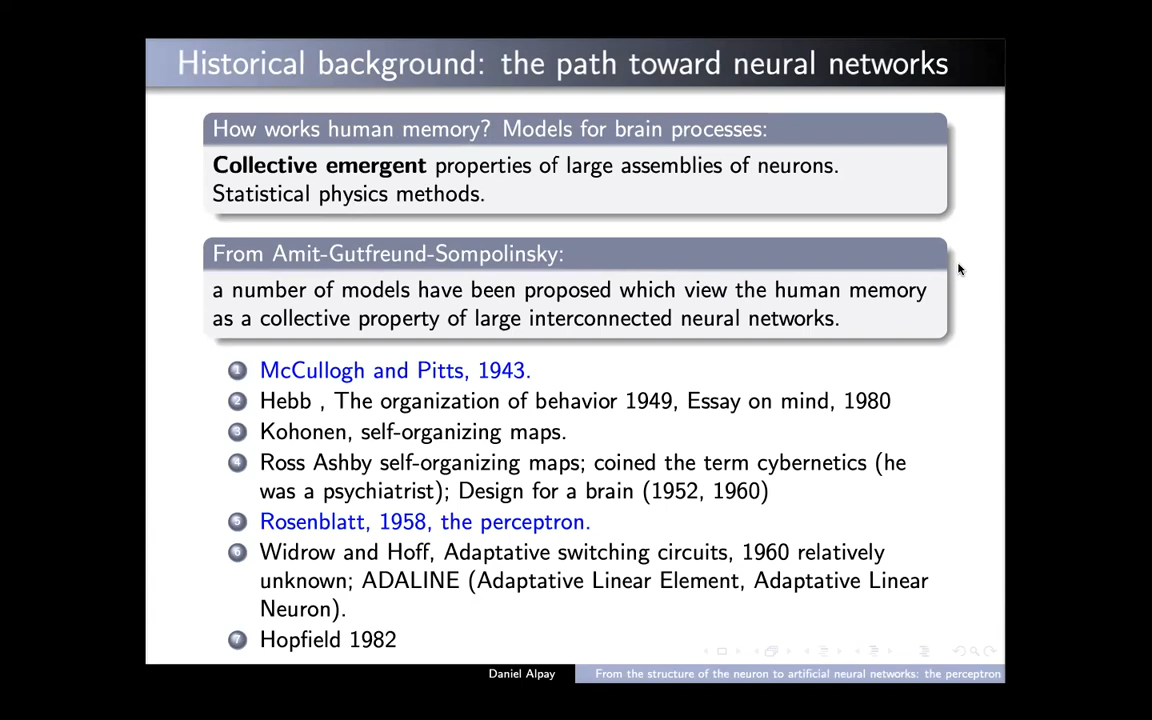 Historical background: the path toward neural networks
How works human memory? Models for brain processes:
Collective emergent properties of large assemblies of neurons.
Statistical physics methods.
From Amit-Gutfreund-Sompolinsky:
a number of models have been proposed which view the human memory
as a collective property of large interconnected neural networks.
1 McCullogh and Pitts, 1943.
2 Hebb , The organization of behavior 1949, Essay on mind, 1980
3 Kohonen, self-organizing maps.
4 Ross Ashby self-organizing maps; coined the term cybernetics (he
was a psychiatrist); Design for a brain (1952, 1960)
5 Rosenblatt, 1958, the perceptron.
6 Widrow and Hoff, Adaptative switching circuits, 1960 relatively
unknown; ADALINE (Adaptative Linear Element, Adaptative Linear
Neuron).
7 Hopfield 1982
Daniel Alpay
From the structure of the neuron to artificial neural networks: the perceptron